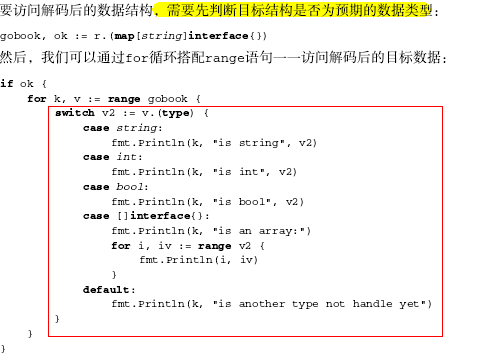 要访问解码后的数据结构，需要先判断目标结构是否为预期的数据类型：
gobook, ok := r.(map[string]interface{})
然后，我们可以通过for循环搭配range语句一一访问解码后的目标数据：
if ok {
    for k, v := range gobook {
        switch v2 := v.(type) {
            case string:
                fmt.Println(k, "is string", v2)
            case int:
                fmt.Println(k, "is int", v2)
            case bool:
                fmt.Println(k, "is bool", v2)
            case []interface{}:
                fmt.Println(k, "is an array:")
                for i, iv := range v2 {
                    fmt.Println(i, iv)
                }
            default:
                fmt.Println(k, "is another type not handle yet")
        }
    }
}